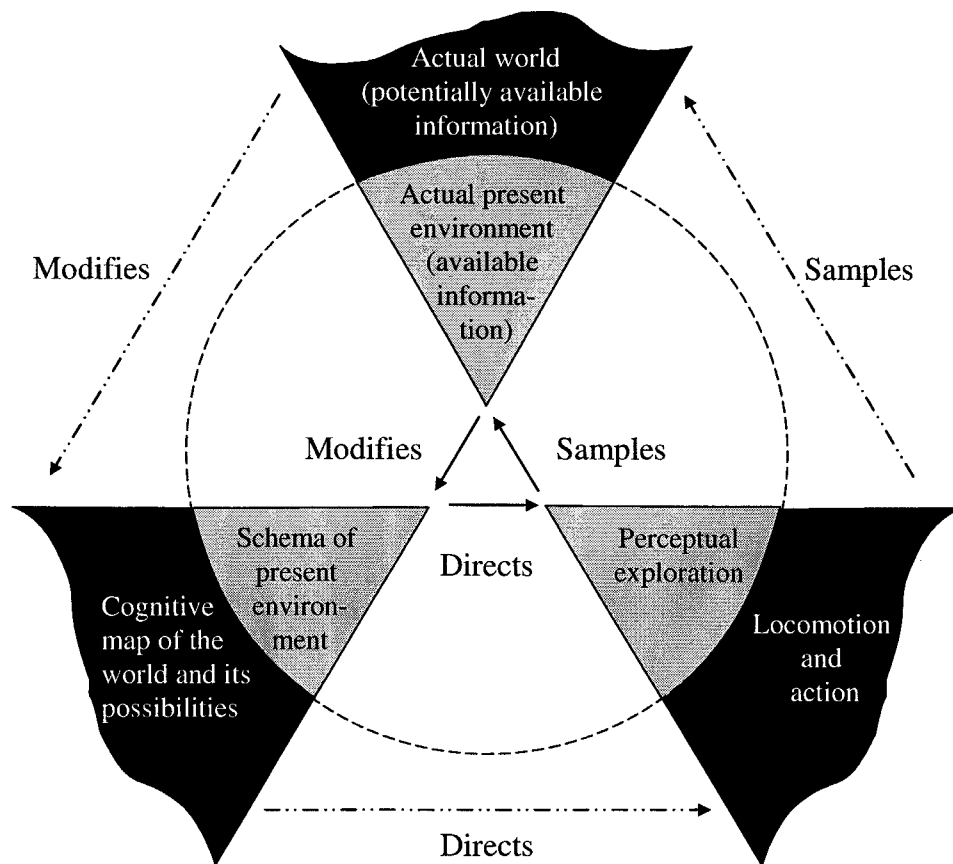 Actual world
(potentially available
information)
Actual present
environment
(available
informa-
tion)
Modifies
Samples
Modifies
Samples
Schema of
present
environ-
ment
Directs
Perceptual
exploration
Cognitive
map of the
world and its
possibilities
Locomotion
and
action
Directs